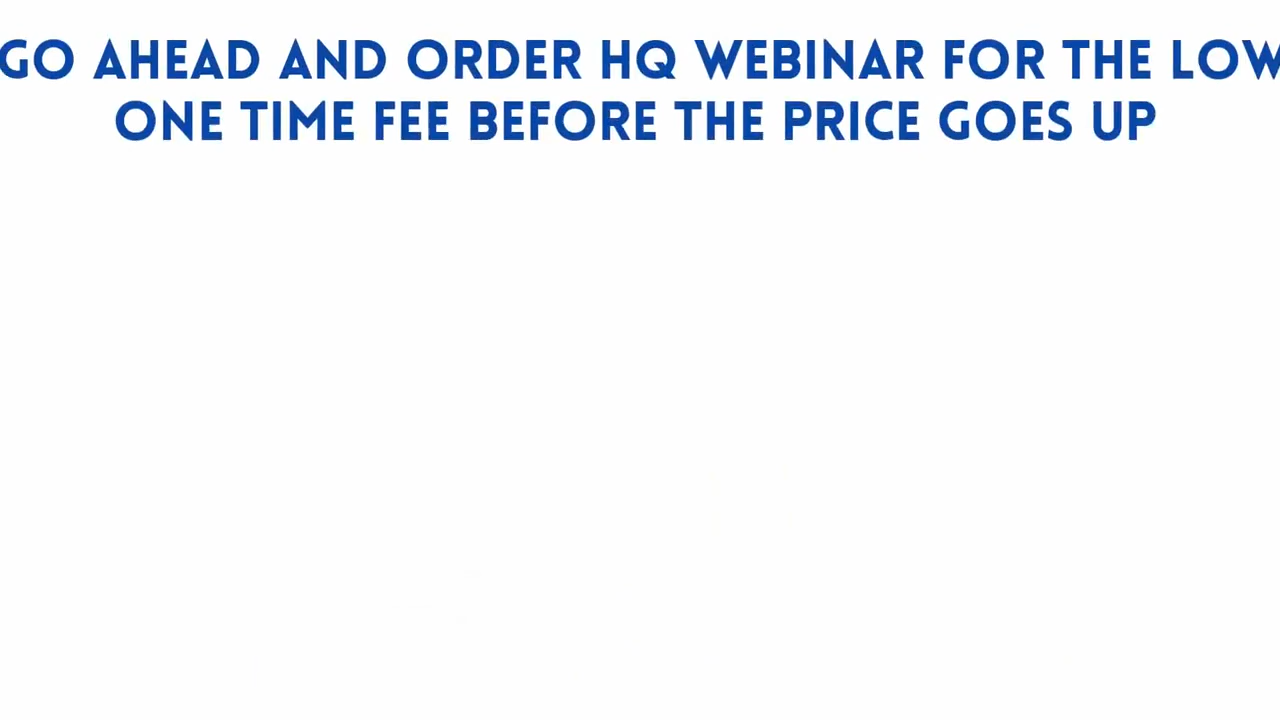 GO AHEAD AND ORDER HQ WEBINAR FOR THE LOW
ONE TIME FEE BEFORE THE PRICE GOES UP